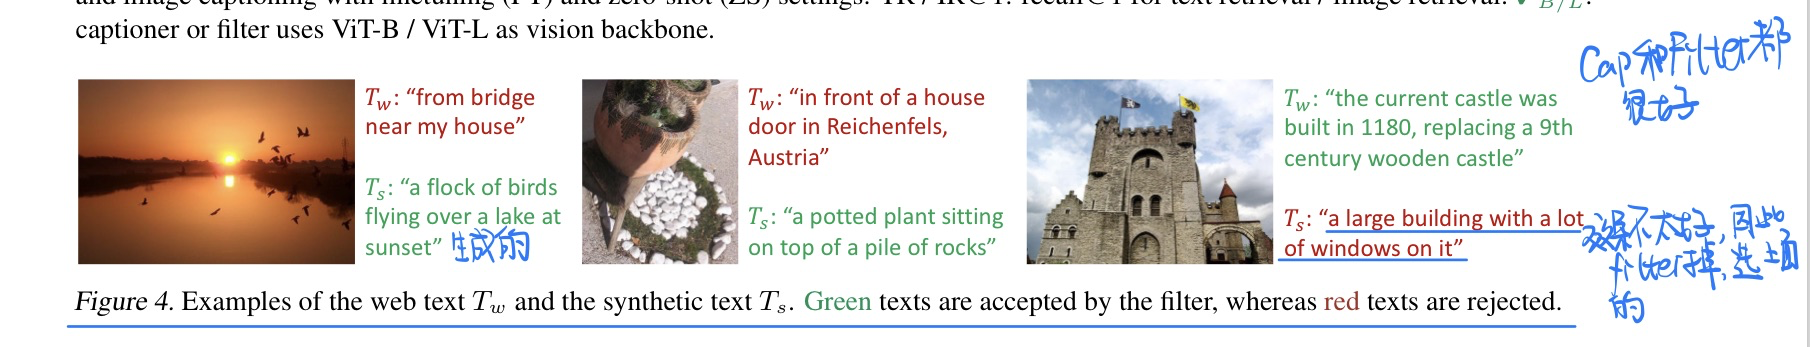 captioner or filter uses ViT-B / ViT-L as vision backbone.
Cap和Filter都
很好
T_w: “from bridge
near my house”
T_s: “a flock of birds
flying over a lake at
sunset” 生成的
T_w: “in front of a house
door in Reichenfels,
Austria”
T_s: “a potted plant sitting
on top of a pile of rocks”
T_w: “the current castle was
built in 1180, replacing a 9th
century wooden castle”
T_s: “a large building with a lot
of windows on it”
效果不太好, 因此
filter掉, 选上面
的
Figure 4. Examples of the web text T_w and the synthetic text T_s. Green texts are accepted by the filter, whereas red texts are rejected.